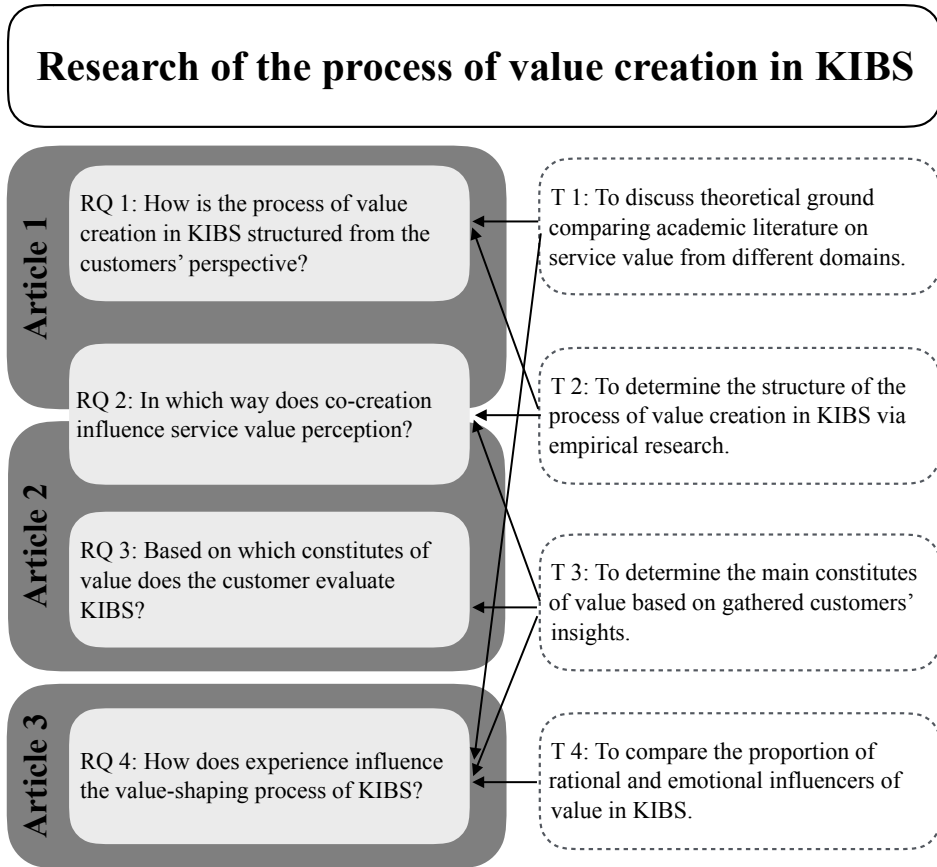 Research of the process of value creation in KIBS
Article 1
RQ 1: How is the process of value
creation in KIBS structured from the
customers’ perspective?
T 1: To discuss theoretical ground
comparing academic literature on
service value from different domains.
RQ 2: In which way does co-creation
influence service value perception?
T 2: To determine the structure of the
process of value creation in KIBS via
empirical research.
Article 2
RQ 3: Based on which constitutes of
value does the customer evaluate
KIBS?
T 3: To determine the main constitutes
of value based on gathered customers’
insights.
Article 3
RQ 4: How does experience influence
the value-shaping process of KIBS?
T 4: To compare the proportion of
rational and emotional influencers of
value in KIBS.